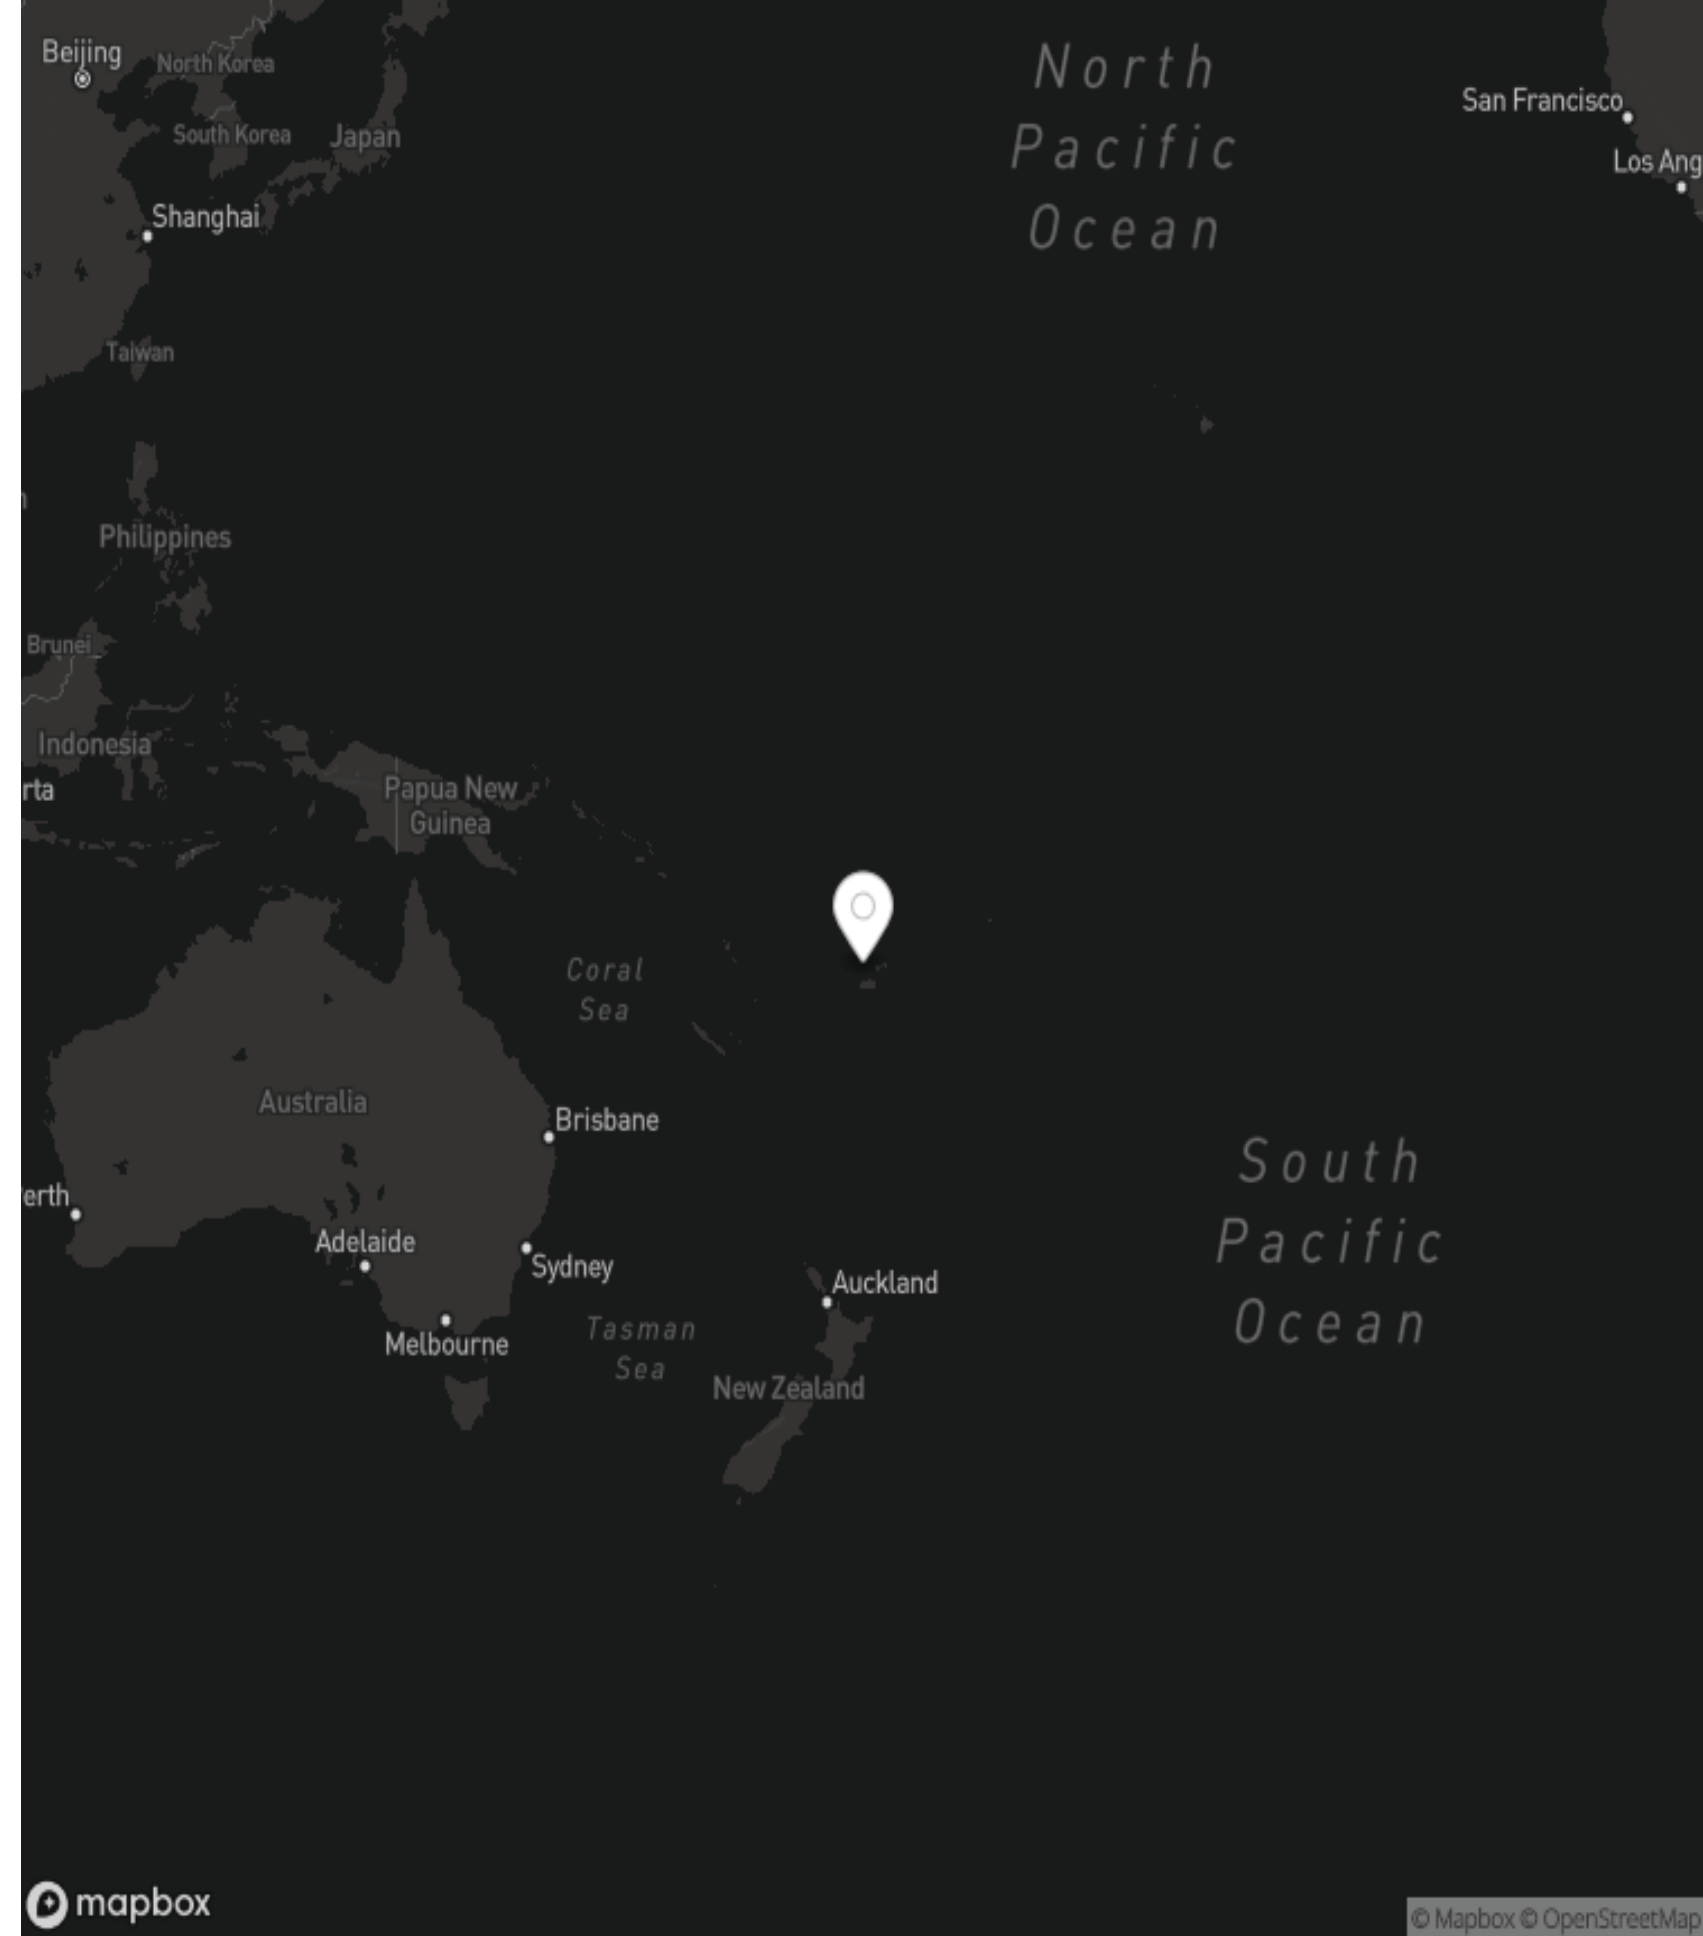 Beijing
North Korea
South Korea
Japan
Shanghai
Taiwan
North
Pacific
Ocean
San Francisco
Los Ang
Philippines
Brunei
Indonesia
rta
Papua New
Guinea
Coral
Sea
Australia
Brisbane
erth
Adelaide
Sydney
Melbourne
Tasman
Sea
Auckland
New Zealand
South
Pacific
Ocean
mapbox
© Mapbox © OpenStreetMap